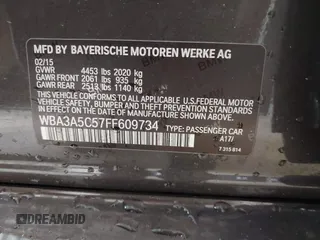 MFD BY BAYERISCHE MOTOREN WERKE AG
02/15
GVWR 4453 lbs 2020 kg
GAWR FRONT 2061 lbs 935 kg
GAWR REAR 2513 lbs 1140 kg
THIS VEHICLE CONFORMS TO ALL APPLICABLE
U.S. FEDERAL MOTOR VEHICLE SAFETY, BUMPER,
AND THEFT PREVENTION STANDARDS IN EFFECT ON
THE DATE OF MANUFACTURE SHOWN ABOVE.
WBA3A5C57FF609734 TYPE: PASSENGER CAR
A17/
7 315 814
DREAMBID